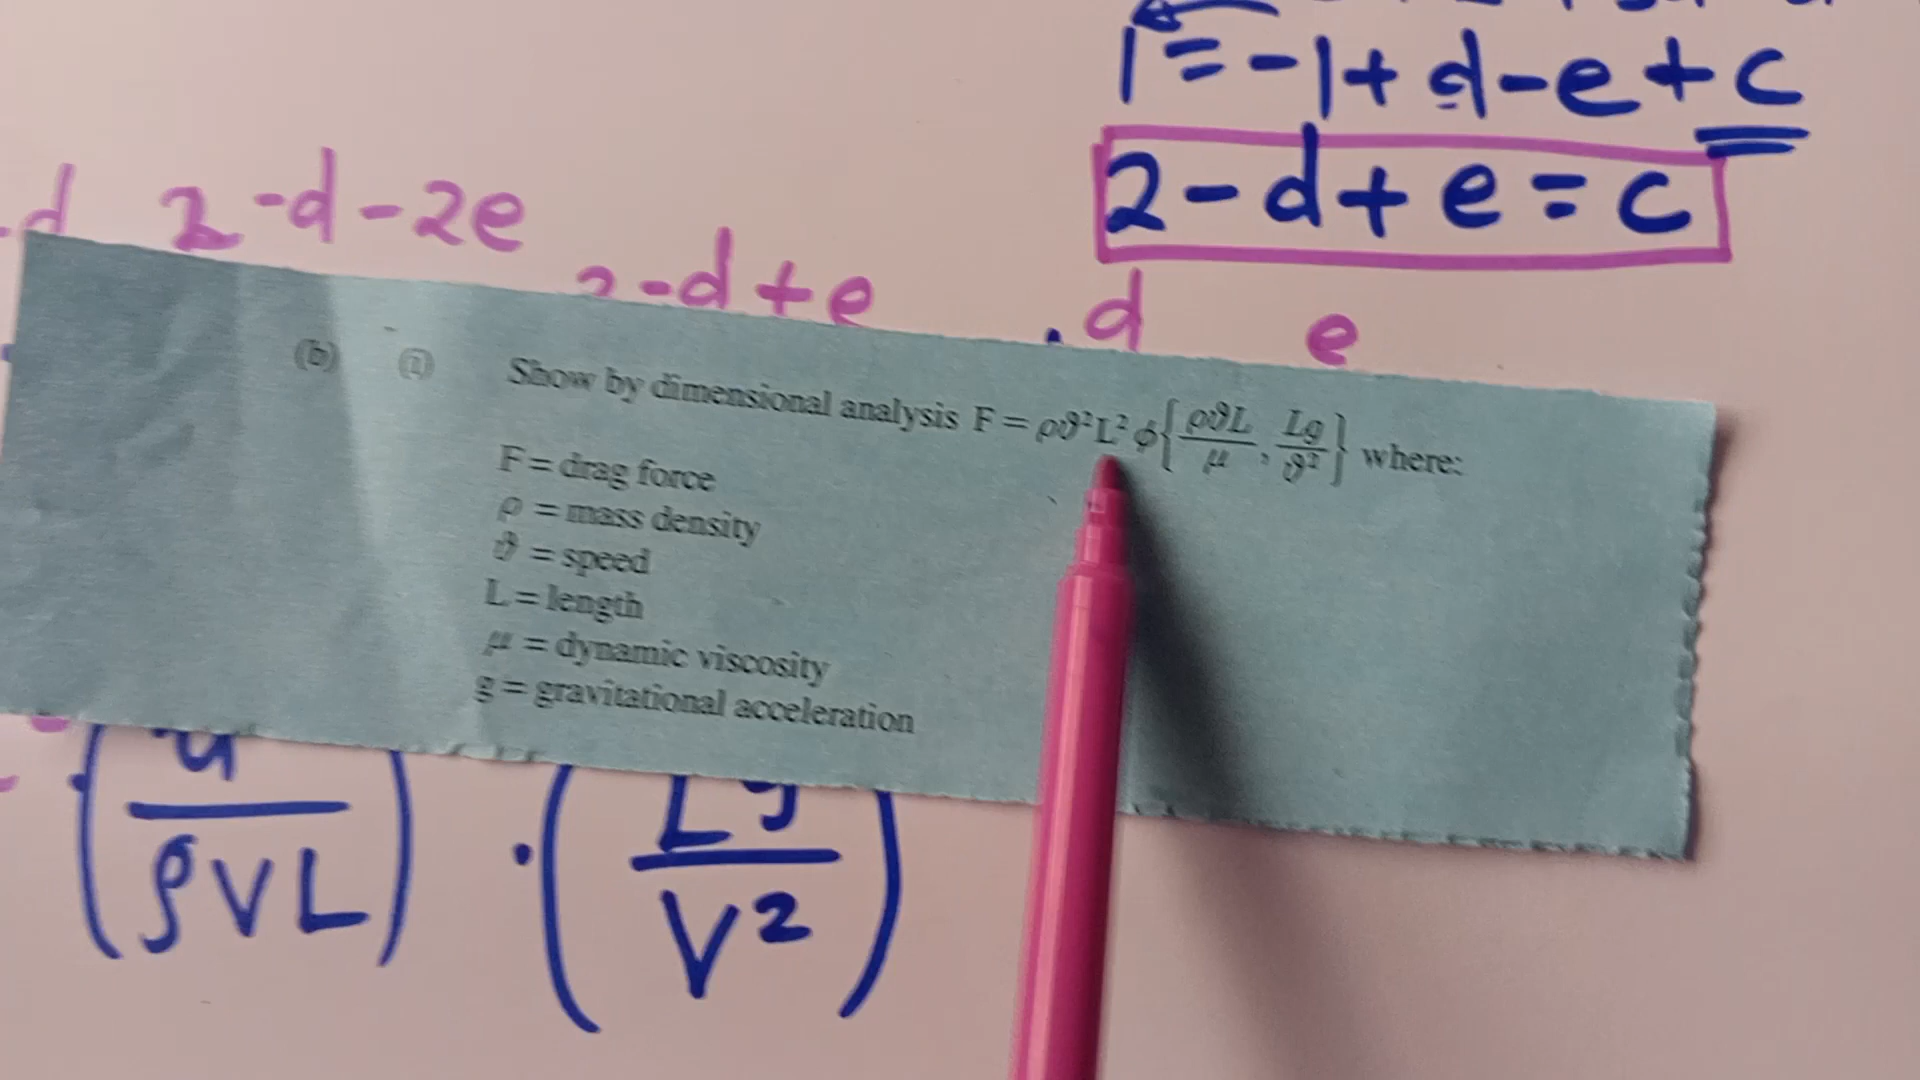 1 = -1 + d - e + c
2 - d + e = c
-d 2 -d - 2e
2 - d + e
d e
(b) (i) Show by dimensional analysis F = ρϑ²L² ϕ{ρϑL/μ, Lg/ϑ²} where:
F = drag force
ρ = mass density
ϑ = speed
L = length
μ = dynamic viscosity
g = gravitational acceleration
· (μ/ρVL) · (Lg/V²)